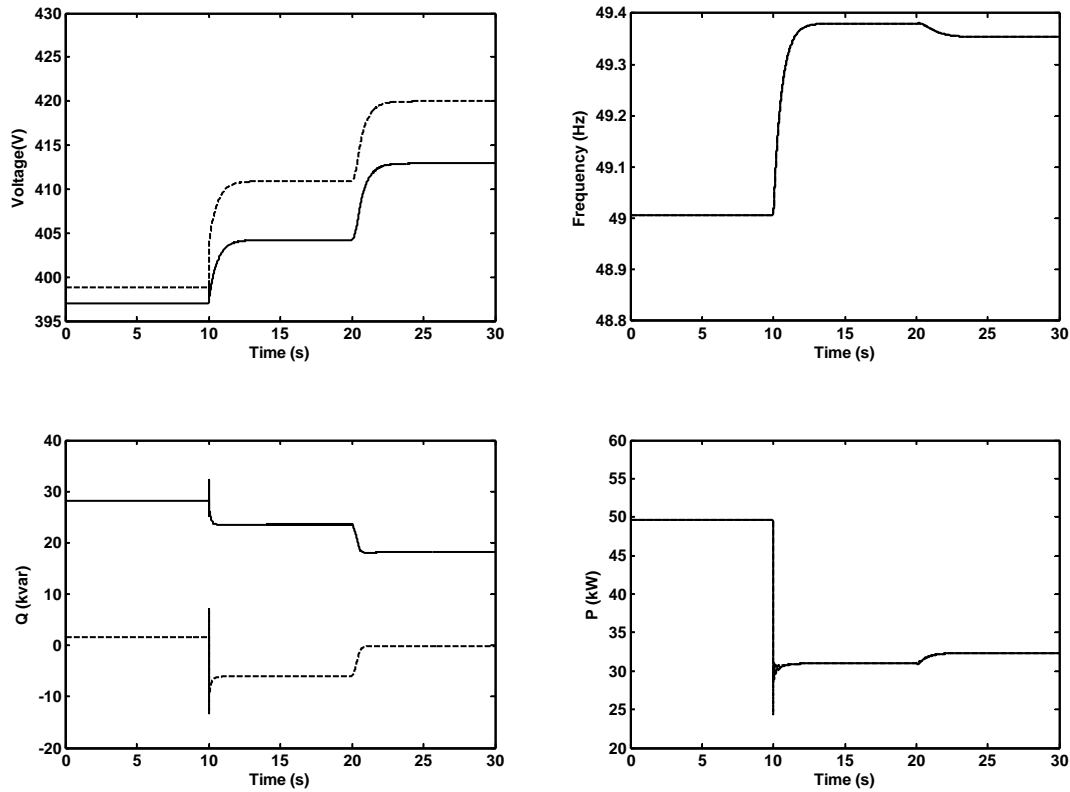 430
425
420
415
410
405
400
395
0 5 10 15 20 25 30
Time (s)
Voltage(V)
49.4
49.3
49.2
49.1
49
48.9
48.8
0 5 10 15 20 25 30
Time (s)
Frequency (Hz)
40
30
20
10
0
-10
-20
0 5 10 15 20 25 30
Time (s)
Q (kvar)
60
55
50
45
40
35
30
25
20
0 5 10 15 20 25 30
Time (s)
P (kW)